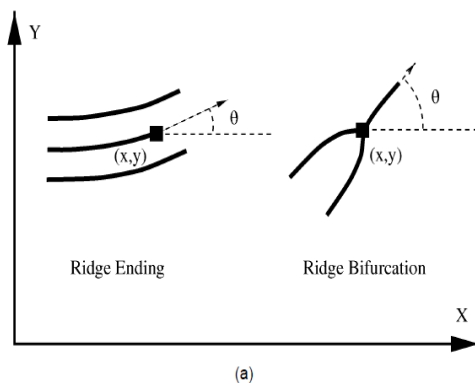 Y
θ
(x,y)
Ridge Ending
θ
(x,y)
Ridge Bifurcation
X
(a)